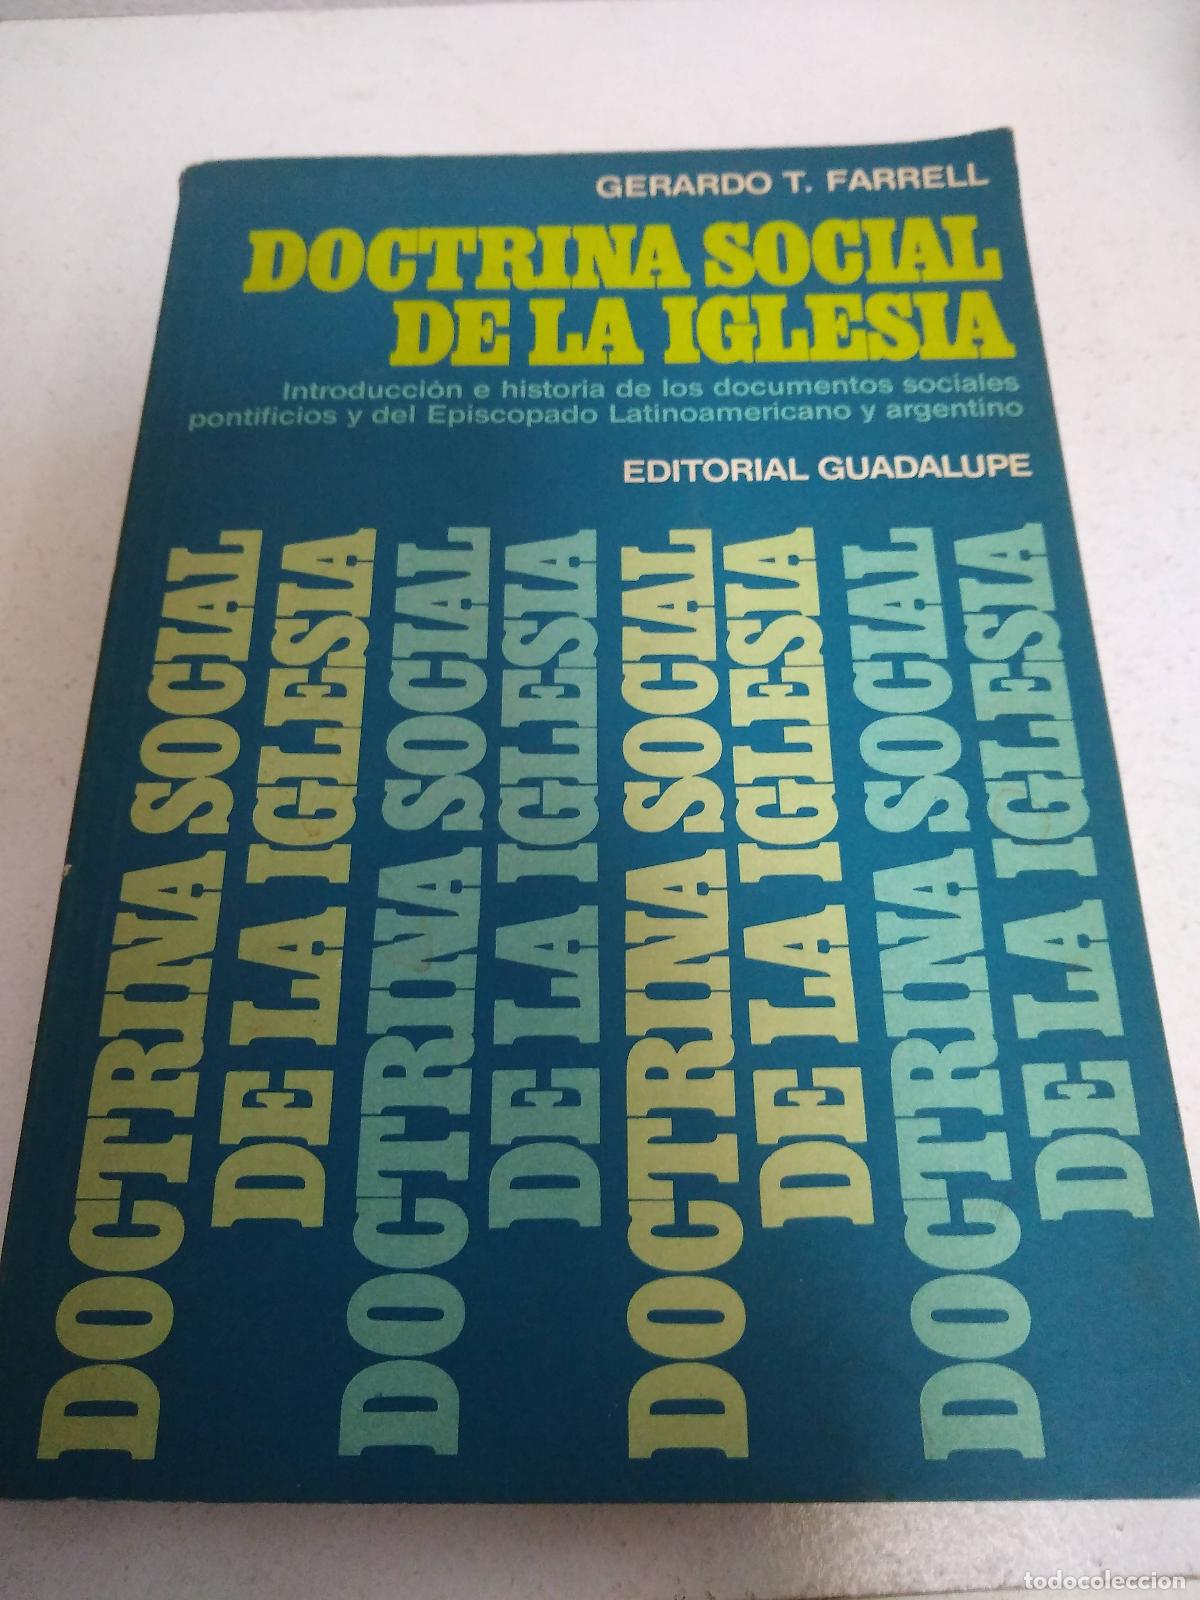 GERARDO T. FARRELL
DOCTRINA SOCIAL
DE LA IGLESIA
Introducción e historia de los documentos sociales
pontificios y del Episcopado Latinoamericano y argentino
EDITORIAL GUADALUPE
DOCTRINA SOCIAL
DE LA IGLESIA
DOCTRINA SOCIAL
DE LA IGLESIA
DOCTRINA SOCIAL
DE LA IGLESIA
DOCTRINA SOCIAL
DE LA IGLESIA
todocoleccion